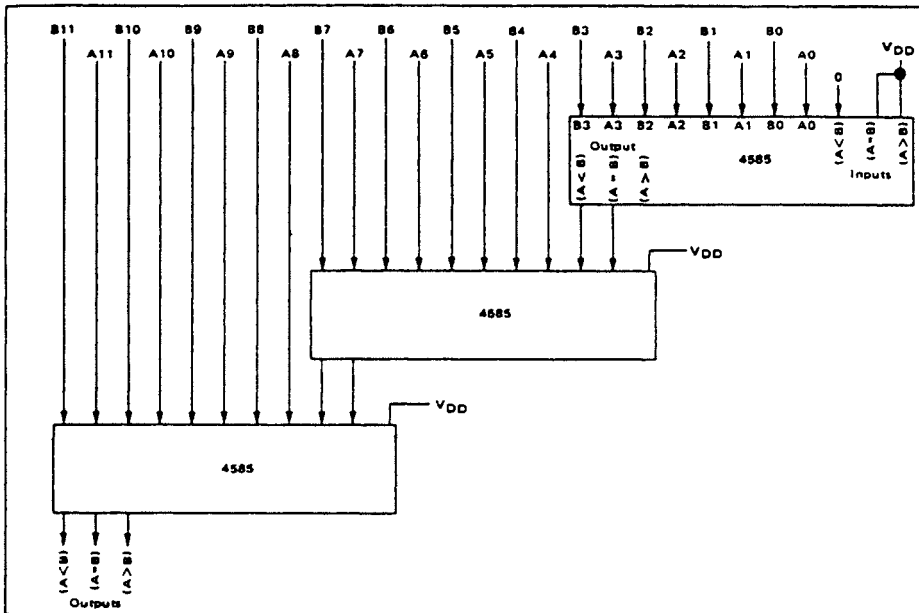 B11 B10 B9 B8 B7 B6 B5 B4 B3 B2 B1 B0
A11 A10 A9 A8 A7 A6 A5 A4 A3 A2 A1 A0 VDD
0
B3 A3 B2 A2 B1 A1 B0 A0 (A<B) (A=B) (A>B)
Output
(A<B) (A=B) (A>B)
4585
Inputs
VDD
4585
VDD
4585
(A<B) (A=B) (A>B)
Outputs